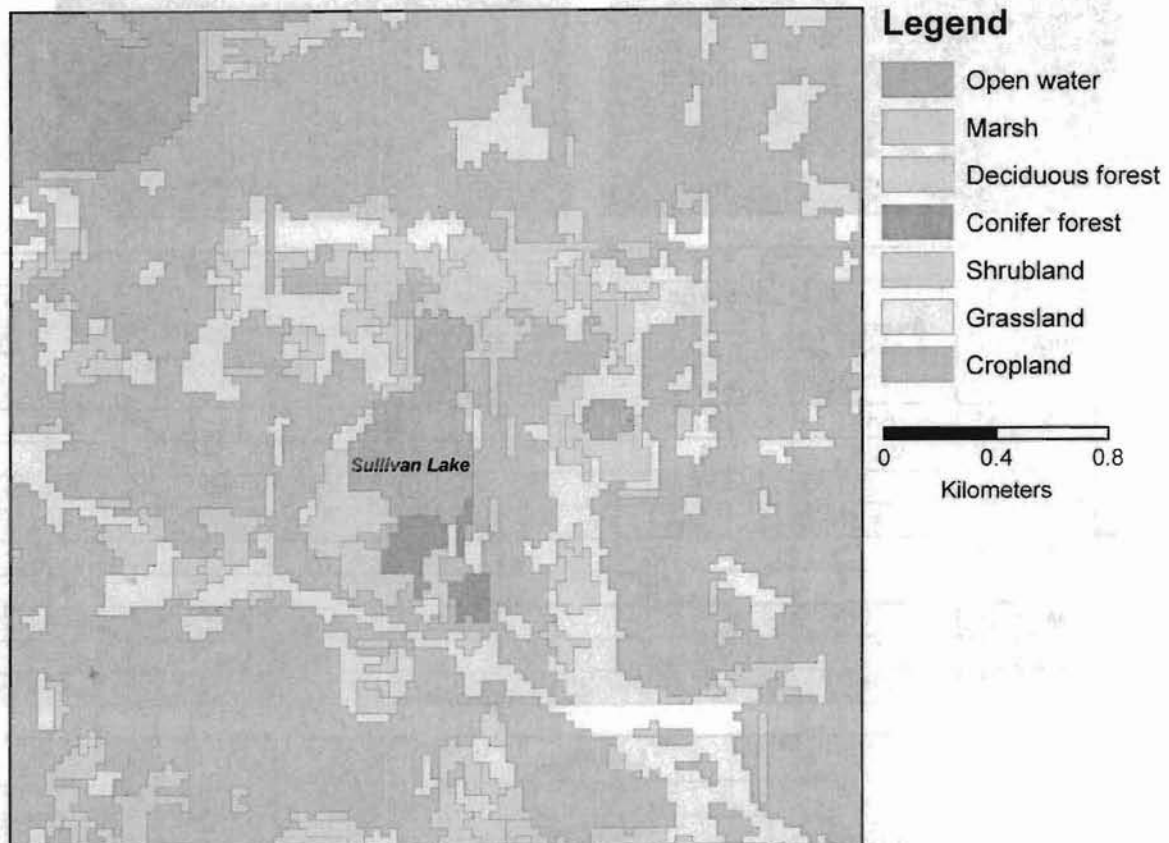 Legend
Open water
Marsh
Deciduous forest
Conifer forest
Shrubland
Grassland
Cropland
0 0.4 0.8
Kilometers
Sullivan Lake